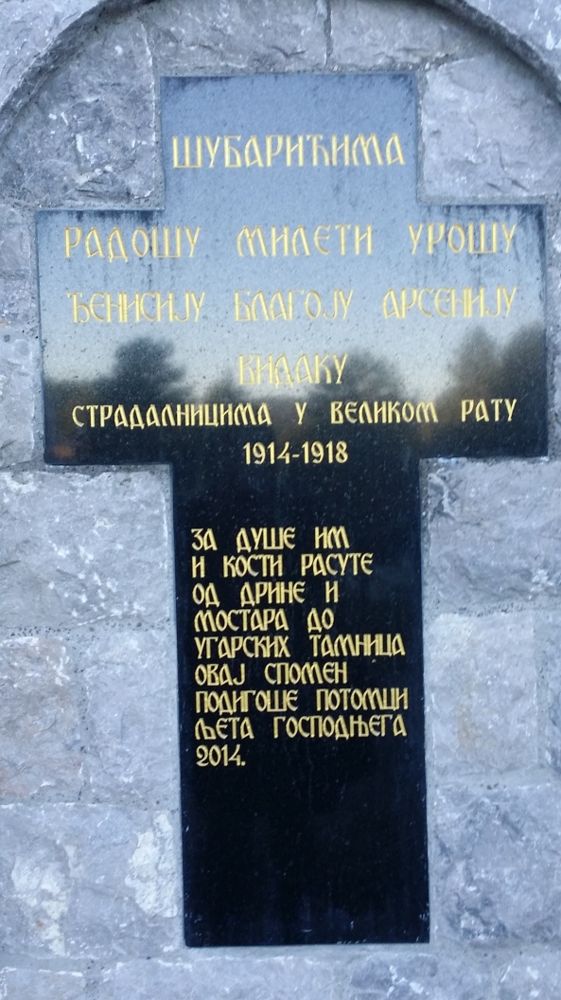 ШУБАРИЋИМА
РАДОШУ МИЛЕТИ УРОШУ
ЂЕНИСИЈУ БЛАГОЈУ АРСЕНИЈУ
ВИДАКУ
СТРАДАЛНИЦИМА У ВЕЛИКОМ РАТУ
1914-1918
ЗА ДУШЕ ИМ
И КОСТИ РАСУТЕ
ОД ДРИНЕ И
МОСТАРА ДО
УГАРСКИХ ТАМНИЦА
ОВАЈ СПОМЕН
ПОДИГОШЕ ПОТОМЦИ
ЉЕТА ГОСПОДЊЕГА
2014.